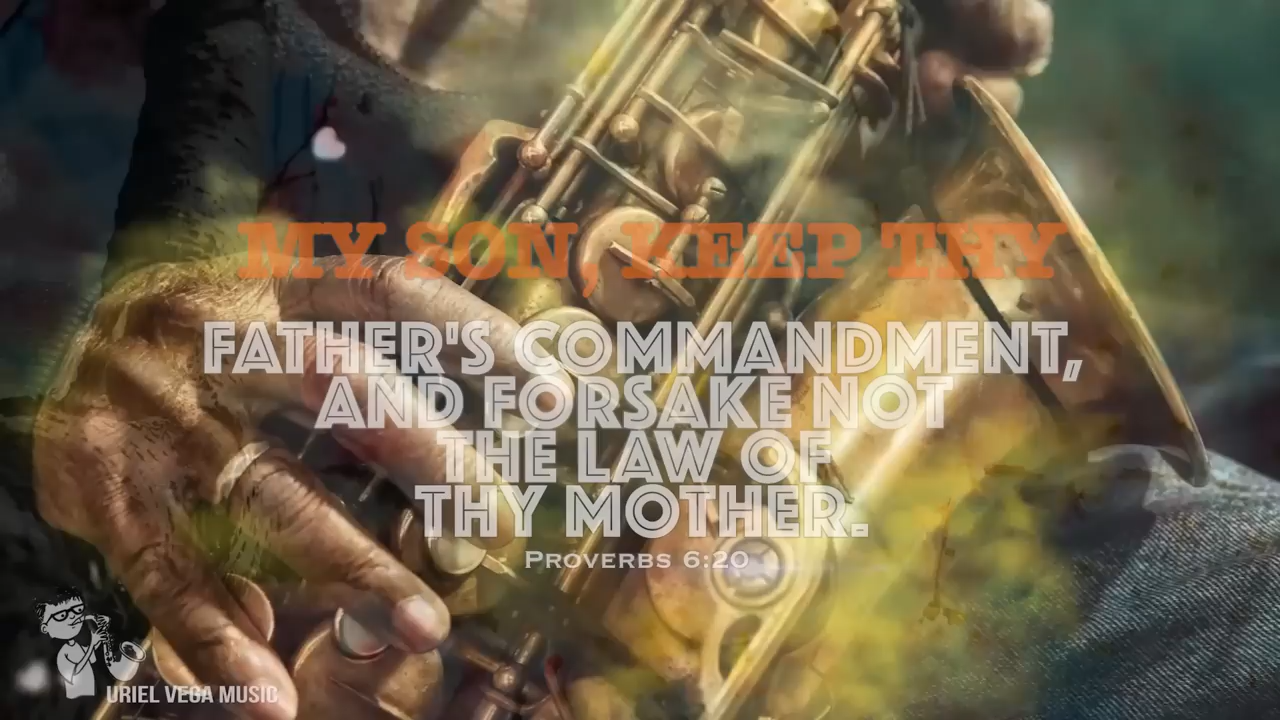 MY SON, KEEP THY
FATHER'S COMMANDMENT,
AND FORSAKE NOT
THE LAW OF
THY MOTHER.
PROVERBS 6:20
URIEL VEGA MUSIC